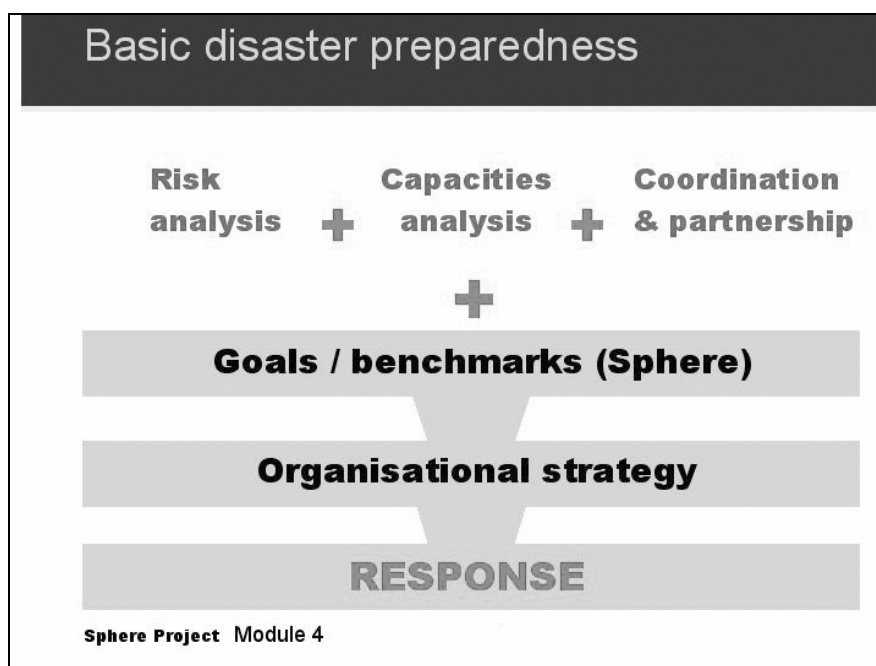 Basic disaster preparedness
Risk analysis + Capacities analysis + Coordination & partnership
+
Goals / benchmarks (Sphere)
Organisational strategy
RESPONSE
Sphere Project Module 4